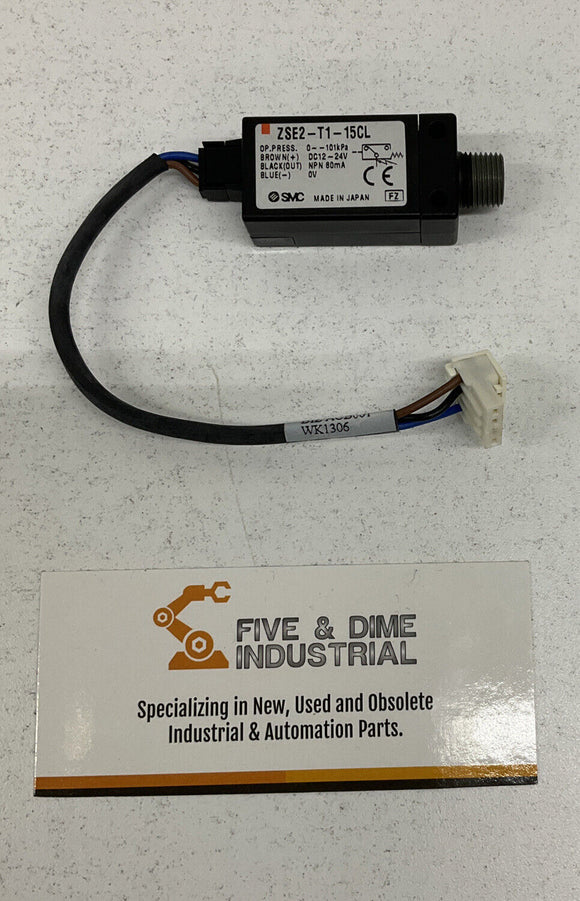 ZSE2-T1-15CL
OP.PRESS. 0--101kPa
BROWN(+) DC12-24V
BLACK(OUT) NPN 80mA
BLUE(-) 0V
CE
SMC MADE IN JAPAN FZ
WK1306
FIVE & DIME
INDUSTRIAL
Specializing in New, Used and Obsolete
Industrial & Automation Parts.